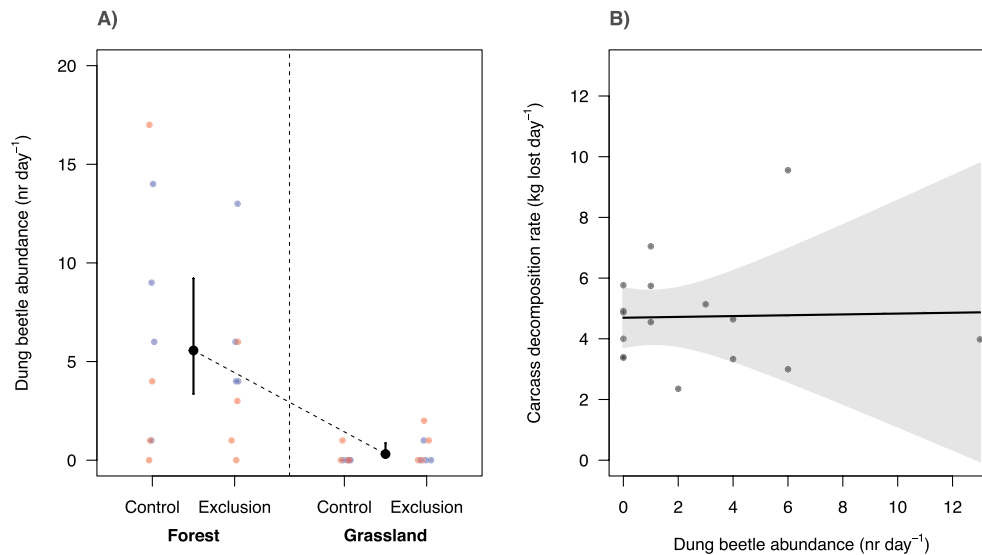 A)
Dung beetle abundance (nr day⁻¹)
20
15
10
5
0
Control
Exclusion
Control
Exclusion
Forest
Grassland
B)
Carcass decomposition rate (kg lost day⁻¹)
12
10
8
6
4
2
0
0 2 4 6 8 10 12
Dung beetle abundance (nr day⁻¹)